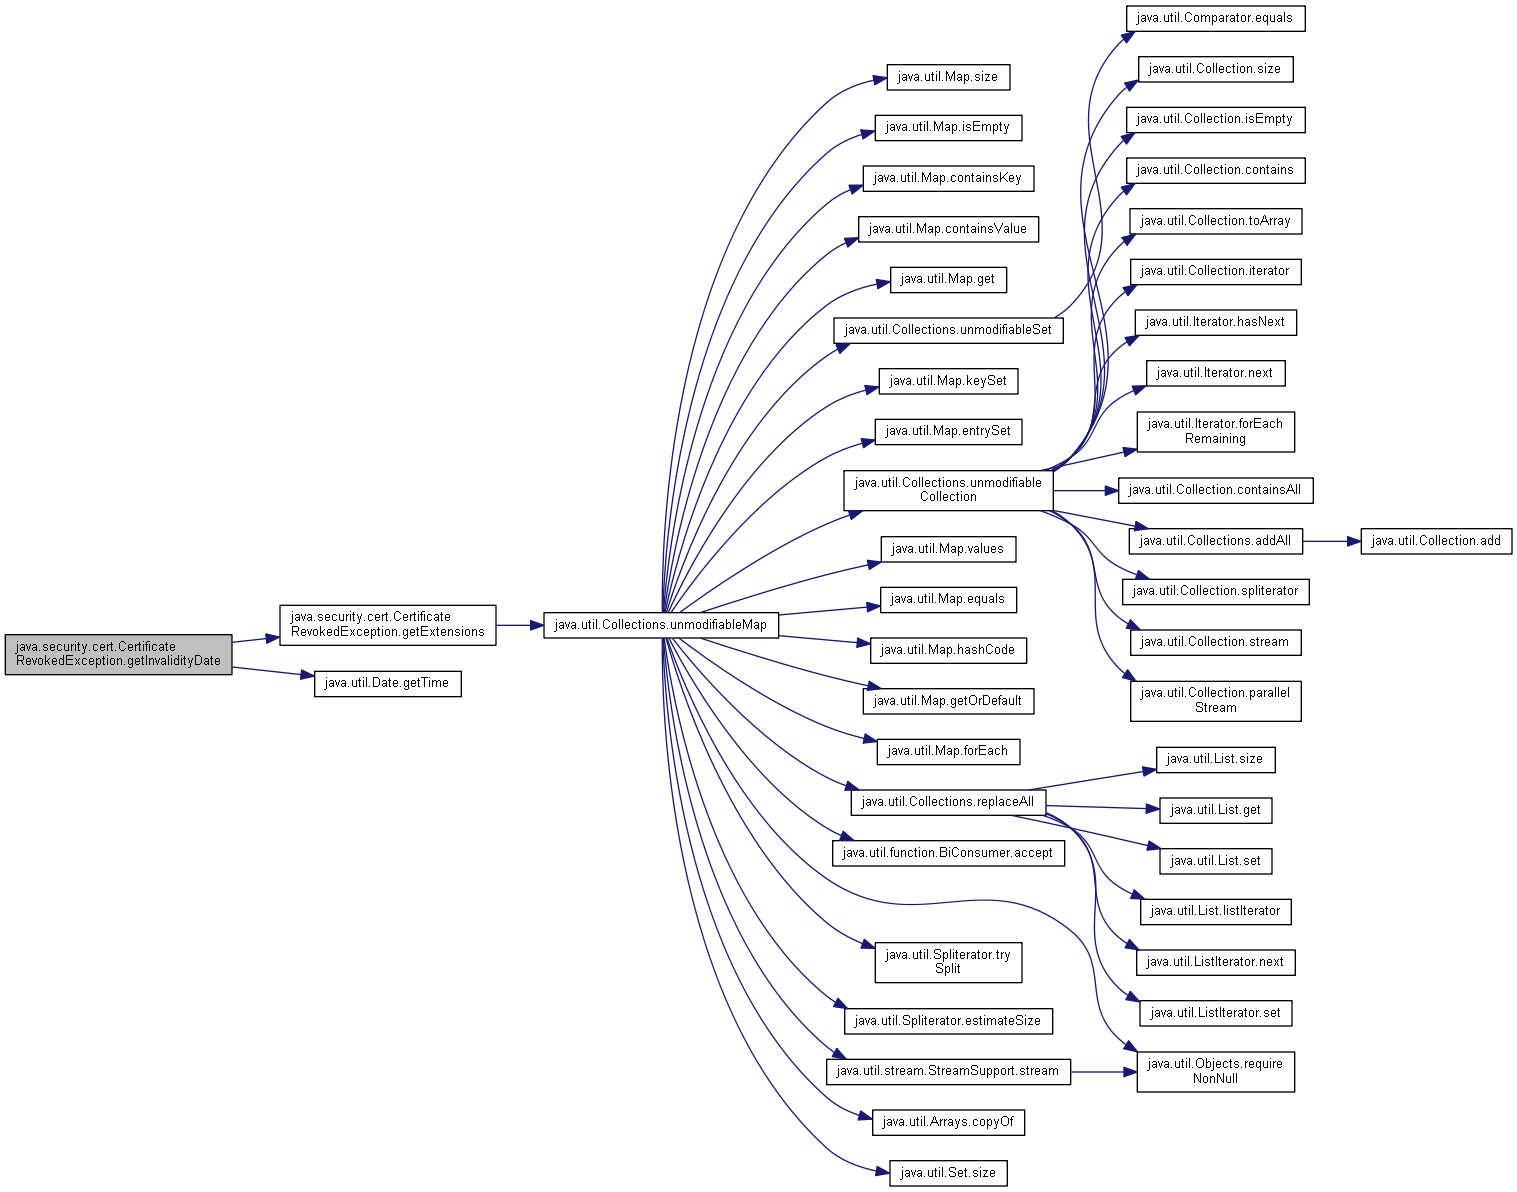 java.security.cert.Certificate
RevokedException.getInvalidityDate
java.security.cert.Certificate
RevokedException.getExtensions
java.util.Date.getTime
java.util.Collections.unmodifiableMap
java.util.Map.size
java.util.Map.isEmpty
java.util.Map.containsKey
java.util.Map.containsValue
java.util.Map.get
java.util.Collections.unmodifiableSet
java.util.Map.keySet
java.util.Map.entrySet
java.util.Collections.unmodifiable
Collection
java.util.Map.values
java.util.Map.equals
java.util.Map.hashCode
java.util.Map.getOrDefault
java.util.Map.forEach
java.util.Collections.replaceAll
java.util.function.BiConsumer.accept
java.util.Spliterator.try
Split
java.util.Spliterator.estimateSize
java.util.stream.StreamSupport.stream
java.util.Arrays.copyOf
java.util.Set.size
java.util.Comparator.equals
java.util.Collection.size
java.util.Collection.isEmpty
java.util.Collection.contains
java.util.Collection.toArray
java.util.Collection.iterator
java.util.Iterator.hasNext
java.util.Iterator.next
java.util.Iterator.forEach
Remaining
java.util.Collection.containsAll
java.util.Collections.addAll
java.util.Collection.spliterator
java.util.Collection.stream
java.util.Collection.parallel
Stream
java.util.List.size
java.util.List.get
java.util.List.set
java.util.List.listIterator
java.util.ListIterator.next
java.util.ListIterator.set
java.util.Objects.require
NonNull
java.util.Collection.add